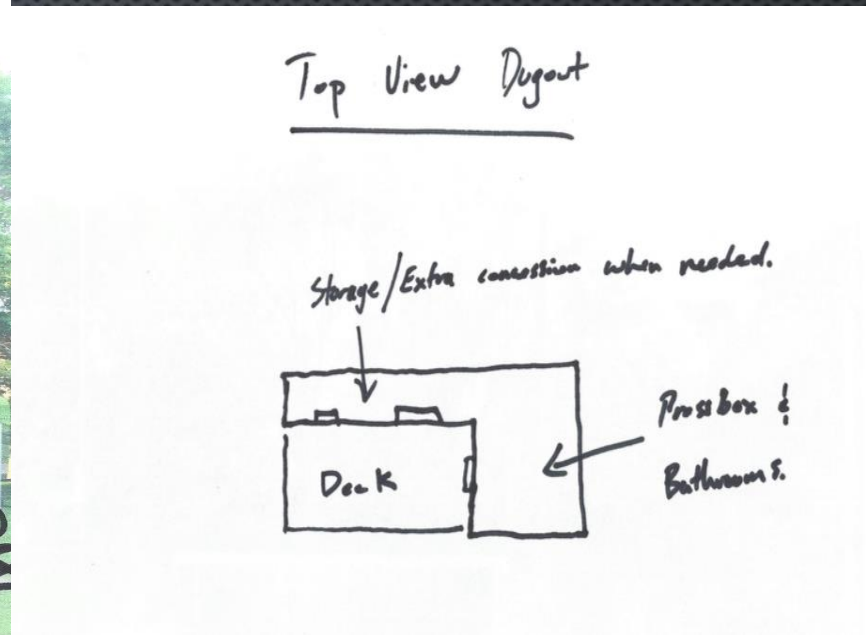 Top View Dugout
Storage/Extra concession when needed.
Press box &
Bathrooms.
Deck